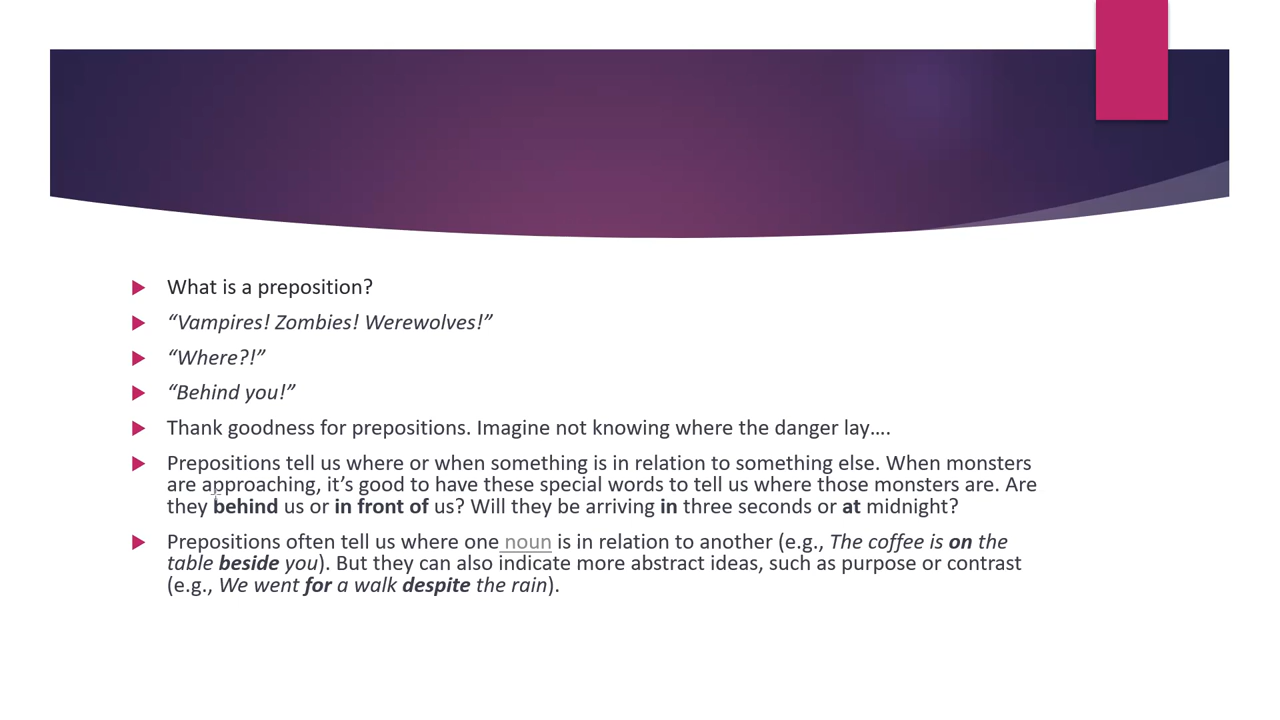 What is a preposition?
“Vampires! Zombies! Werewolves!”
“Where?!”
“Behind you!”
Thank goodness for prepositions. Imagine not knowing where the danger lay….
Prepositions tell us where or when something is in relation to something else. When monsters
are approaching, it’s good to have these special words to tell us where those monsters are. Are
they behind us or in front of us? Will they be arriving in three seconds or at midnight?
Prepositions often tell us where one noun is in relation to another (e.g., The coffee is on the
table beside you). But they can also indicate more abstract ideas, such as purpose or contrast
(e.g., We went for a walk despite the rain).